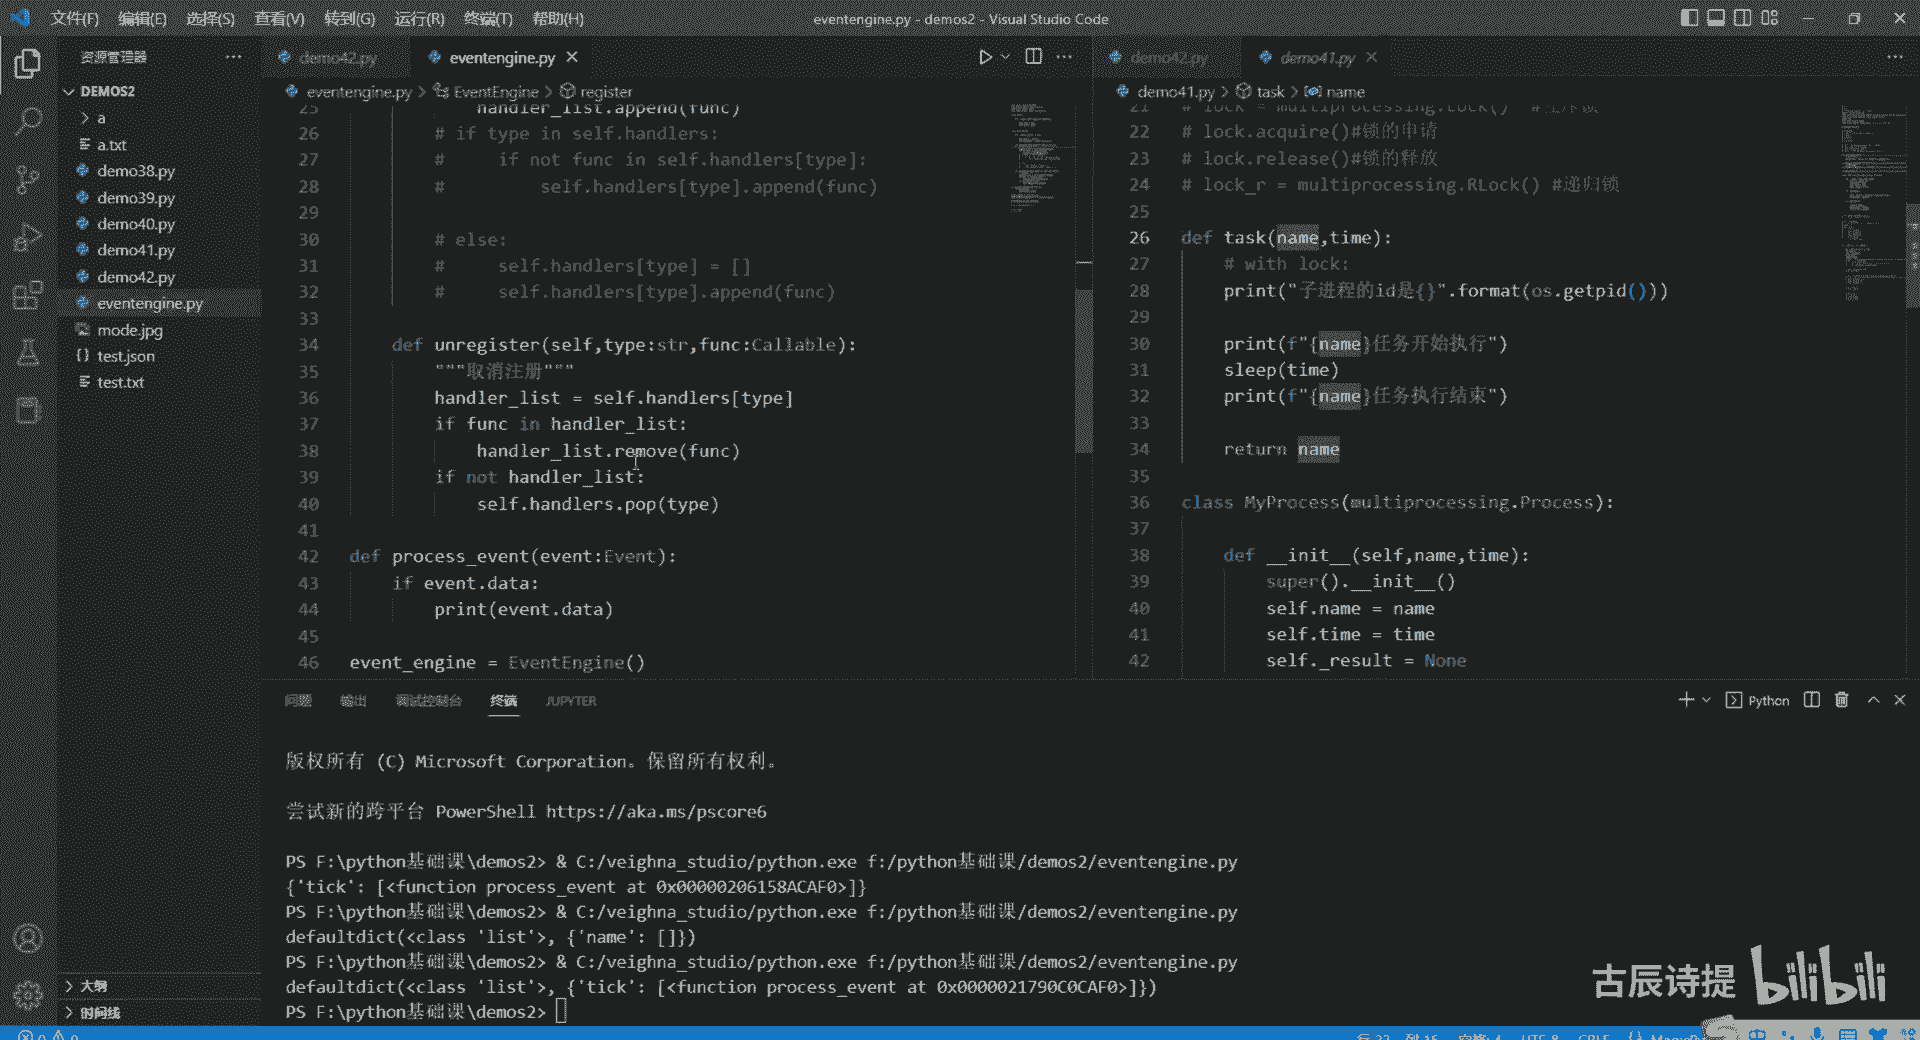 文件(F) 编辑(E) 选择(S) 查看(V) 转到(G) 运行(R) 终端(T) 帮助(H)
eventengine.py - demos2 - Visual Studio Code
资源管理器
DEMOS2
a
a.txt
demo38.py
demo39.py
demo40.py
demo41.py
demo42.py
eventengine.py
mode.jpg
test.json
test.txt
大纲
时间线
demo42.py eventengine.py
eventengine.py > EventEngine > register
25 handler_list.append(func)
26 # if type in self.handlers:
27 #     if not func in self.handlers[type]:
28 #         self.handlers[type].append(func)
29
30 # else:
31 #     self.handlers[type] = []
32 #     self.handlers[type].append(func)
33
34 def unregister(self,type:str,func:Callable):
35 """取消注册"""
36 handler_list = self.handlers[type]
37 if func in handler_list:
38 handler_list.remove(func)
39 if not handler_list:
40 self.handlers.pop(type)
41
42 def process_event(event:Event):
43 if event.data:
44 print(event.data)
45
46 event_engine = EventEngine()
demo42.py demo41.py
demo41.py > task > name
21 # lock = multiprocessing.Lock()
22 # lock.acquire()#锁的申请
23 # lock.release()#锁的释放
24 # lock_r = multiprocessing.RLock() #递归锁
25
26 def task(name,time):
27 # with lock:
28 print("子进程的id是{}".format(os.getpid()))
29
30 print(f"{name}任务开始执行")
31 sleep(time)
32 print(f"{name}任务执行结束")
33
34 return name
35
36 class MyProcess(multiprocessing.Process):
37
38 def __init__(self,name,time):
39 super().__init__()
40 self.name = name
41 self.time = time
42 self._result = None
问题 输出 调试控制台 终端 JUPYTER
Python
版权所有 (C) Microsoft Corporation。保留所有权利。
尝试新的跨平台 PowerShell https://aka.ms/pscore6
PS F:\python基础课\demos2> & C:/veighna_studio/python.exe f:/python基础课/demos2/eventengine.py
{'tick': [<function process_event at 0x00000206158ACAF0>]}
PS F:\python基础课\demos2> & C:/veighna_studio/python.exe f:/python基础课/demos2/eventengine.py
defaultdict(<class 'list'>, {'name': []})
PS F:\python基础课\demos2> & C:/veighna_studio/python.exe f:/python基础课/demos2/eventengine.py
defaultdict(<class 'list'>, {'tick': [<function process_event at 0x0000021790C0CAF0>]})
PS F:\python基础课\demos2>
古辰诗提 bilibili